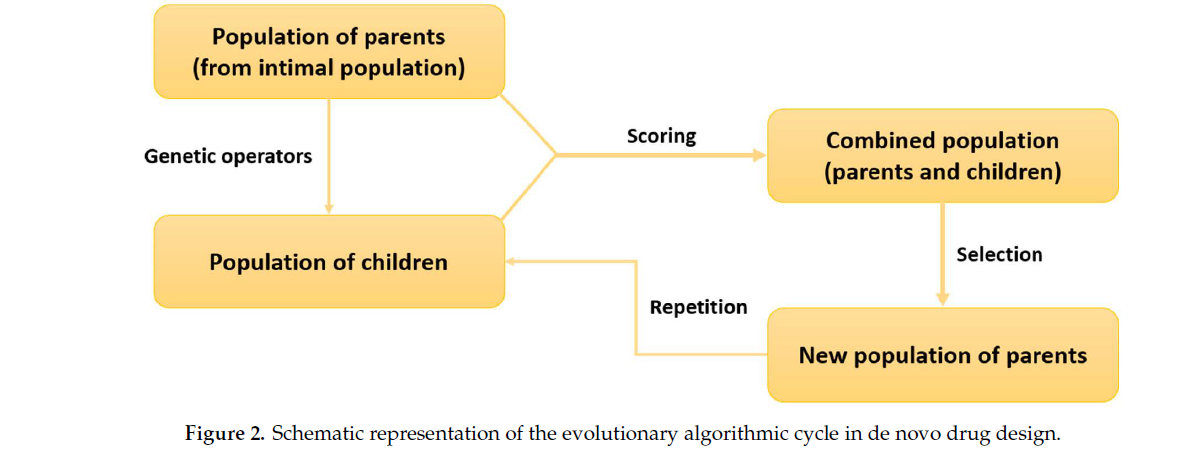 Population of parents
(from intimal population)
Genetic operators
Scoring
Combined population
(parents and children)
Population of children
Selection
Repetition
New population of parents
Figure 2. Schematic representation of the evolutionary algorithmic cycle in de novo drug design.